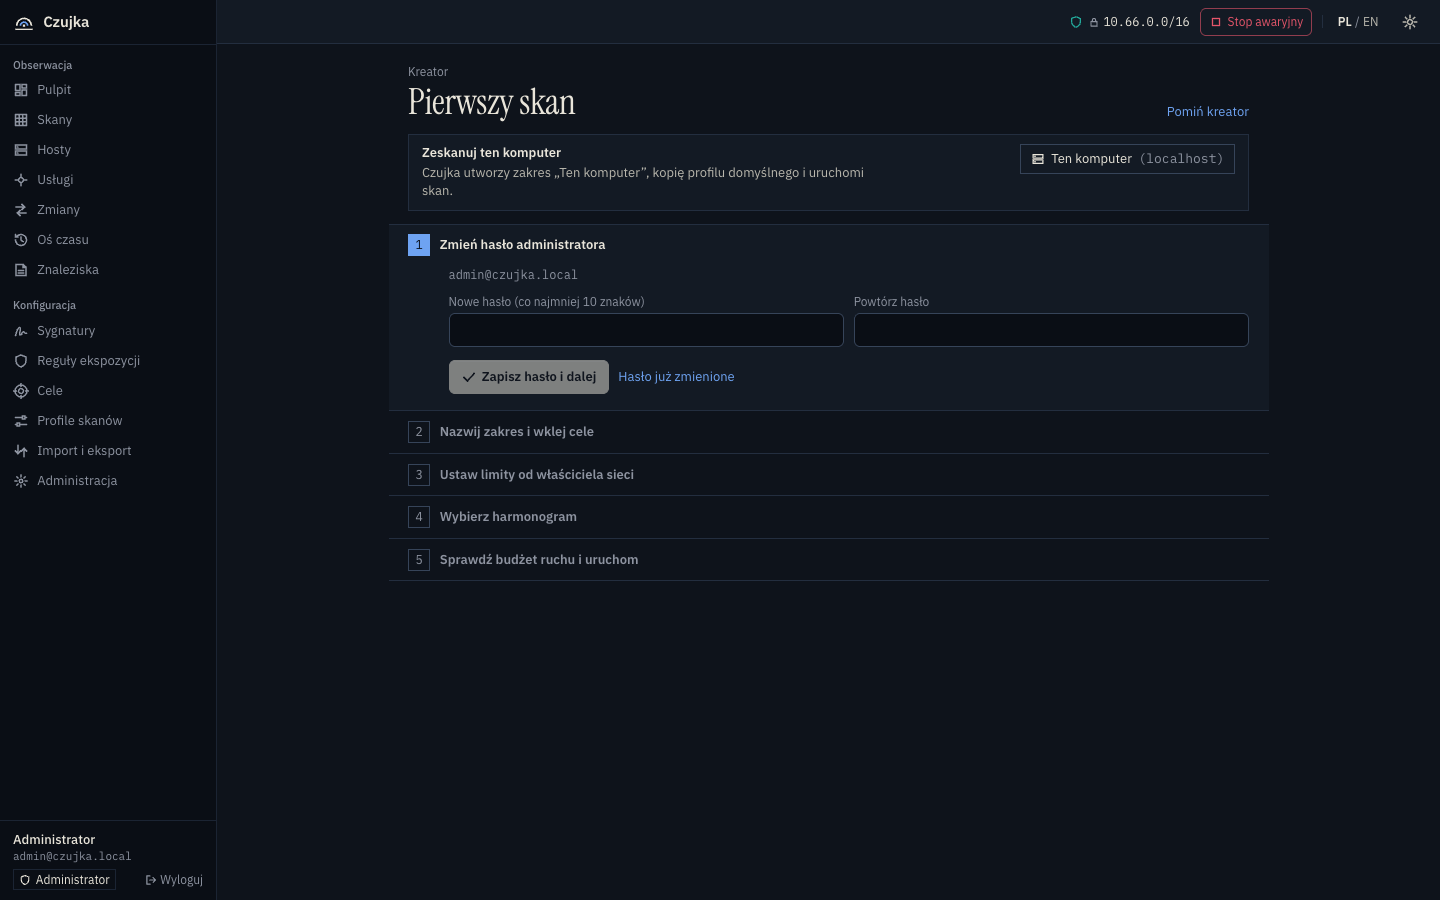 Czujka
10.66.0.0/16
Stop awaryjny
PL / EN
Obserwacja
Pulpit
Skany
Hosty
Usługi
Zmiany
Oś czasu
Znaleziska
Konfiguracja
Sygnatury
Reguły ekspozycji
Cele
Profile skanów
Import i eksport
Administracja
Administrator
admin@czujka.local
Administrator
Wyloguj
Kreator
Pierwszy skan
Pomiń kreator
Zeskanuj ten komputer
Czujka utworzy zakres „Ten komputer”, kopię profilu domyślnego i uruchomi
skan.
Ten komputer (localhost)
1 Zmień hasło administratora
admin@czujka.local
Nowe hasło (co najmniej 10 znaków)
Powtórz hasło
Zapisz hasło i dalej
Hasło już zmienione
2 Nazwij zakres i wklej cele
3 Ustaw limity od właściciela sieci
4 Wybierz harmonogram
5 Sprawdź budżet ruchu i uruchom